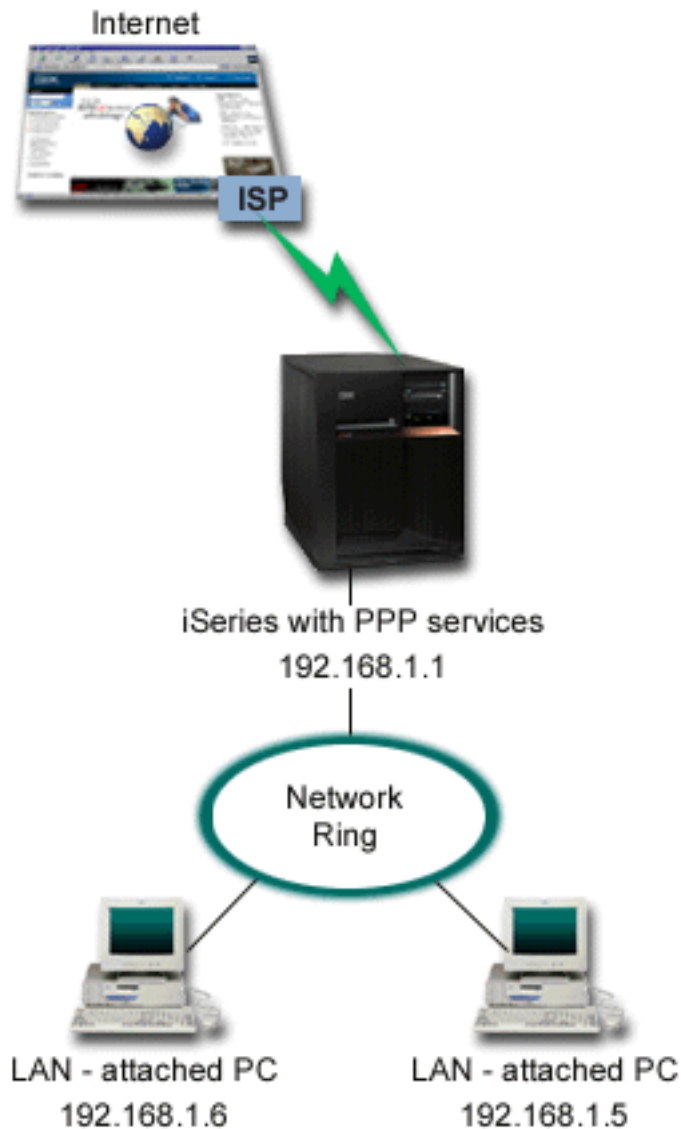 Internet
ISP
iSeries with PPP services
192.168.1.1
Network
Ring
LAN - attached PC
192.168.1.6
LAN - attached PC
192.168.1.5